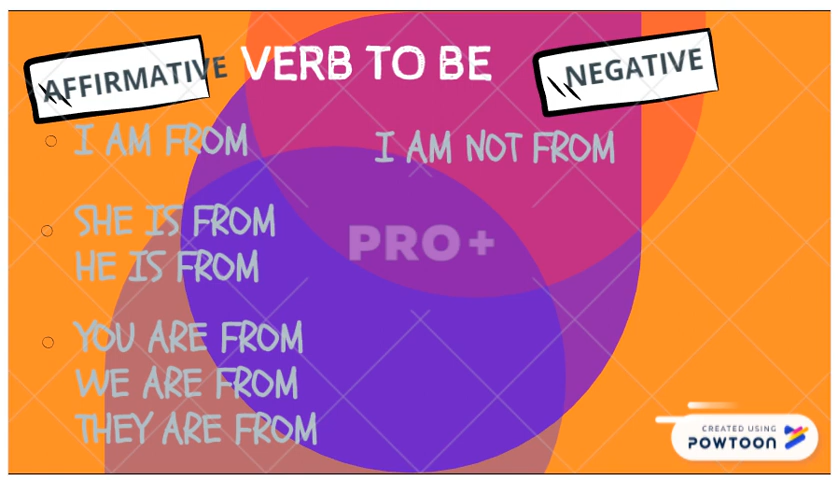 AFFIRMATIVE
VERB TO BE
NEGATIVE
I AM FROM
I AM NOT FROM
SHE IS FROM
HE IS FROM
PRO+
YOU ARE FROM
WE ARE FROM
THEY ARE FROM
CREATED USING
POWTOON